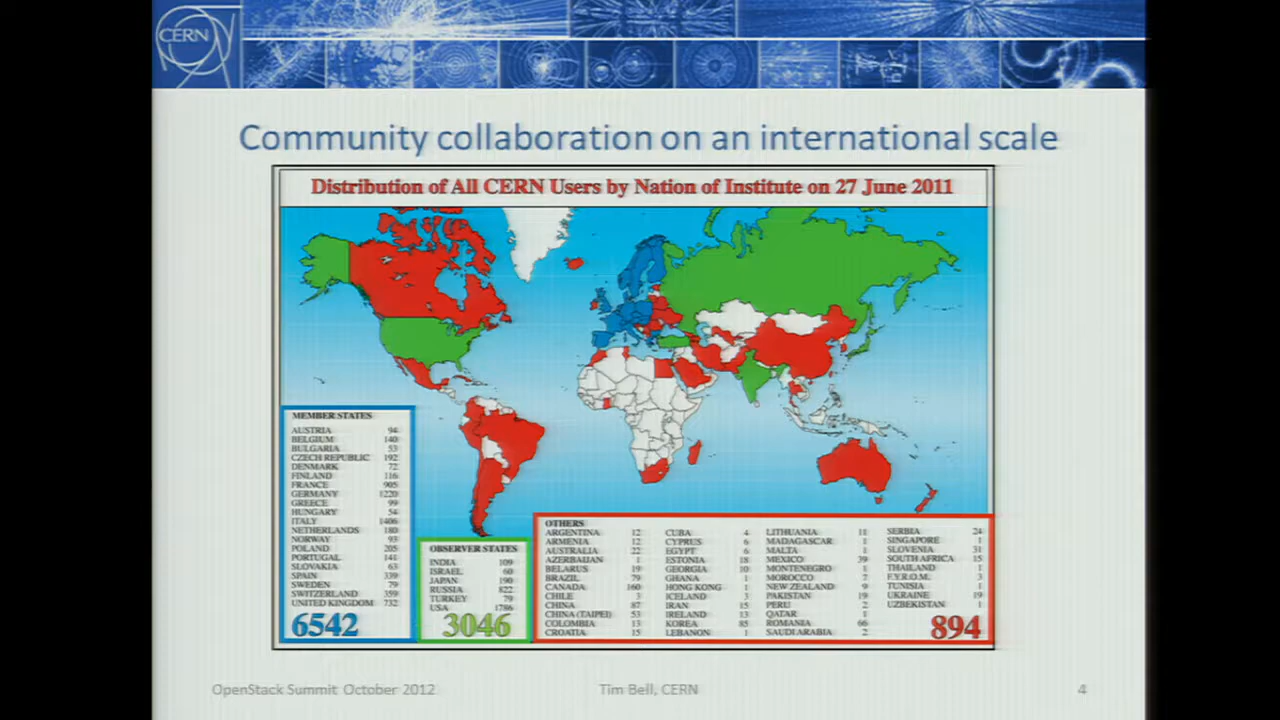 CERN
Community collaboration on an international scale
Distribution of All CERN Users by Nation of Institute on 27 June 2011
MEMBER STATES
AUSTRIA 94
BELGIUM 140
BULGARIA 53
CZECH REPUBLIC 192
DENMARK 72
FINLAND 116
FRANCE 905
GERMANY 1220
GREECE 99
HUNGARY 54
ITALY 1406
NETHERLANDS 180
NORWAY 93
POLAND 205
PORTUGAL 141
SLOVAKIA 63
SPAIN 339
SWEDEN 79
SWITZERLAND 359
UNITED KINGDOM 732
6542
OBSERVER STATES
INDIA 109
ISRAEL 60
JAPAN 190
RUSSIA 822
TURKEY 79
USA 1786
3046
OTHERS
ARGENTINA 12
ARMENIA 12
AUSTRALIA 22
AZERBAIJAN 1
BELARUS 19
BRAZIL 79
CANADA 160
CHILE 3
CHINA 87
CHINA (TAIPEI) 53
COLOMBIA 13
CROATIA 15
CUBA 4
CYPRUS 6
EGYPT 6
ESTONIA 18
GEORGIA 10
GHANA 1
HONG KONG 1
ICELAND 3
IRAN 15
IRELAND 13
KOREA 85
LEBANON 1
LITHUANIA 11
MADAGASCAR 1
MALTA 1
MEXICO 39
MONTENEGRO 1
MOROCCO 7
NEW ZEALAND 9
PAKISTAN 19
PERU 2
QATAR 1
ROMANIA 66
SAUDI ARABIA 2
SERBIA 24
SINGAPORE 1
SLOVENIA 31
SOUTH AFRICA 15
THAILAND 1
F.Y.R.O.M. 3
TUNISIA 1
UKRAINE 19
UZBEKISTAN 1
894
OpenStack Summit October 2012
Tim Bell, CERN
4